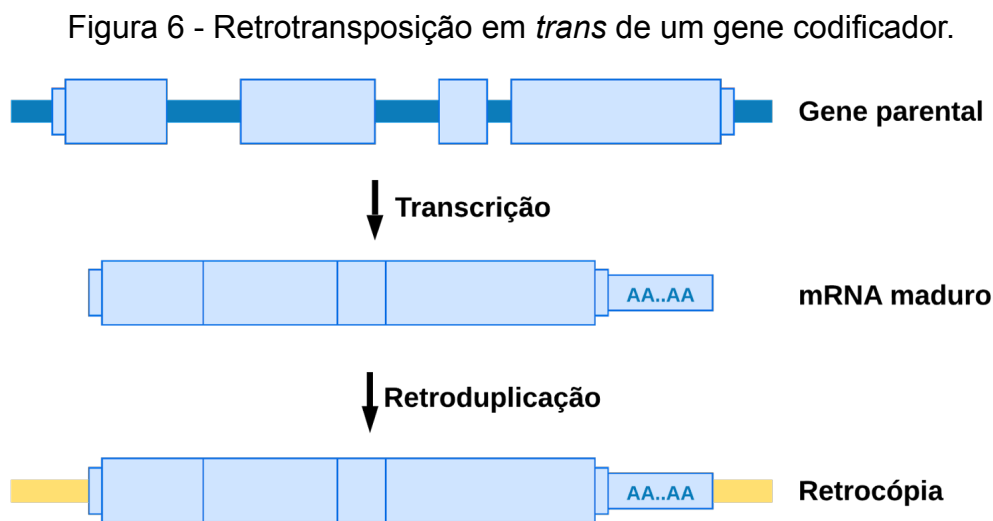 Figura 6 - Retrotransposição em trans de um gene codificador.
Gene parental
Transcrição
AA..AA
mRNA maduro
Retroduplicação
AA..AA
Retrocópia